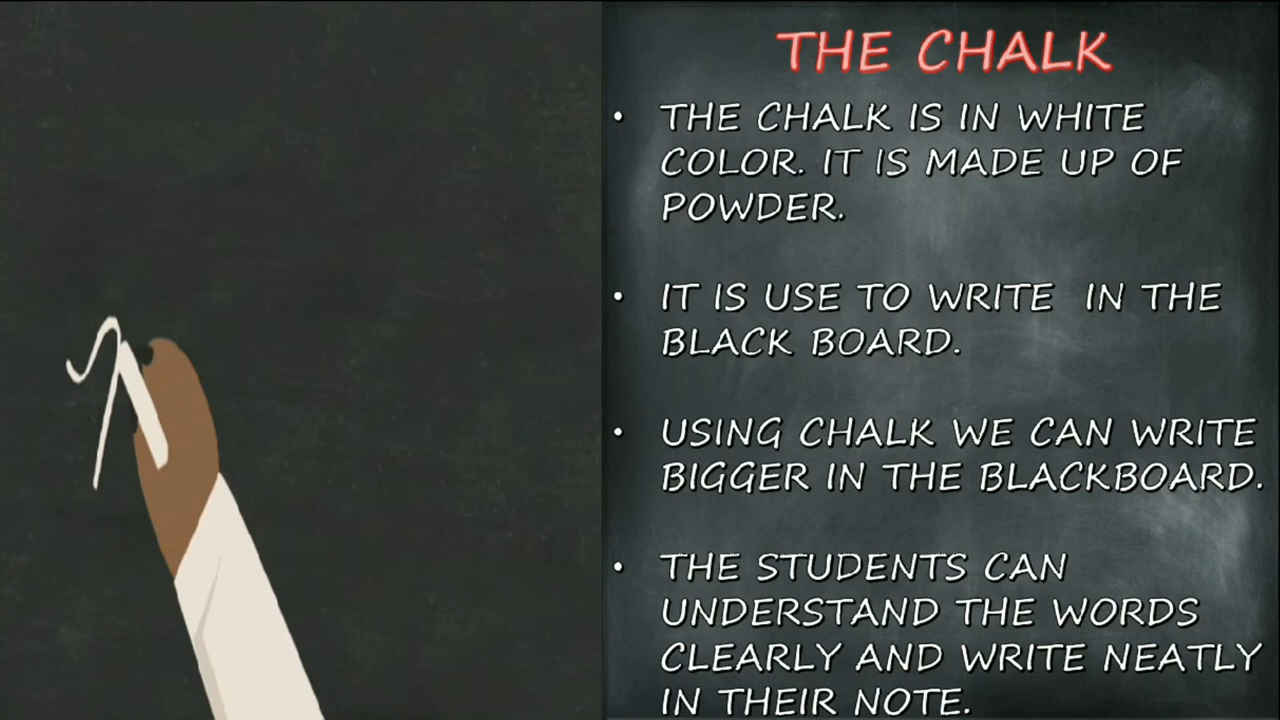 THE CHALK
• THE CHALK IS IN WHITE
COLOR. IT IS MADE UP OF
POWDER.
• IT IS USE TO WRITE  IN THE
BLACK BOARD.
• USING CHALK WE CAN WRITE
BIGGER IN THE BLACKBOARD.
• THE STUDENTS CAN
UNDERSTAND THE WORDS
CLEARLY AND WRITE NEATLY
IN THEIR NOTE.